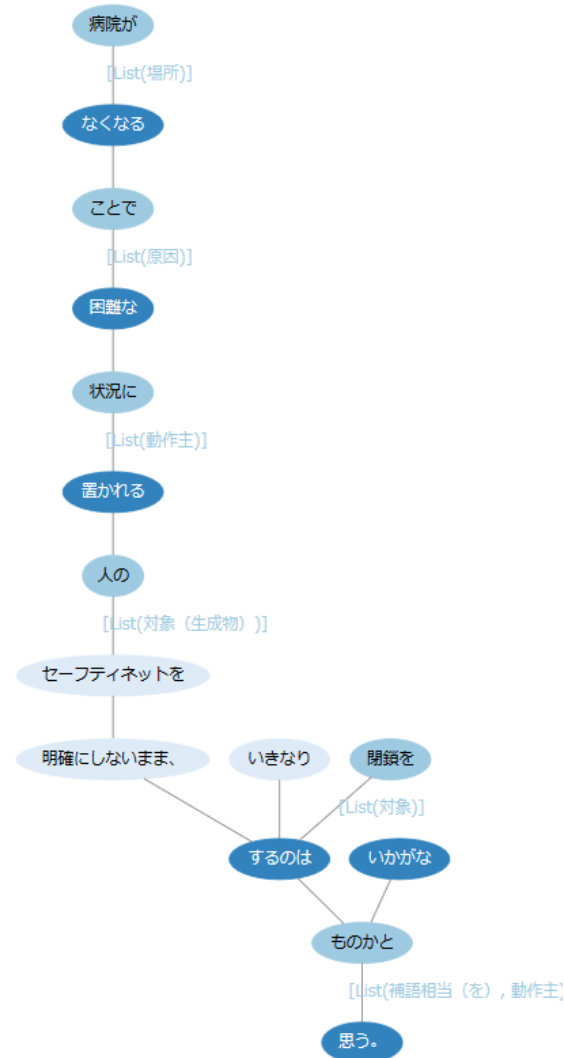 病院が
[List(場所)]
なくなる
ことで
[List(原因)]
困難な
状況に
[List(動作主)]
置かれる
人の
[List(対象（生成物）)]
セーフティネットを
明確にしないまま、
いきなり
閉鎖を
[List(対象)]
するのは
いかがな
ものかと
[List(補語相当（を）, 動作主)
思う。